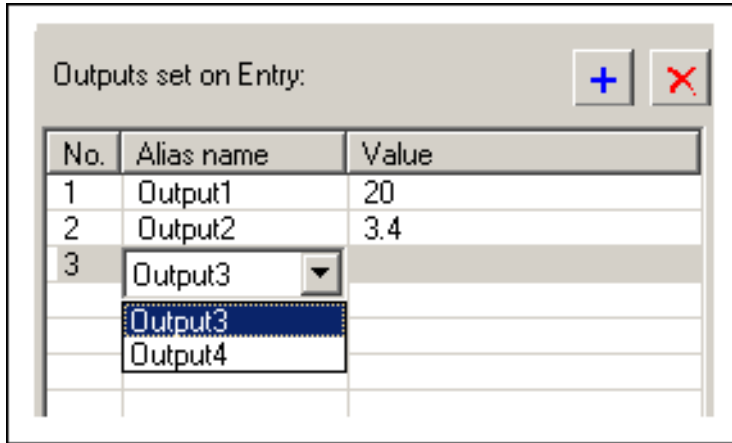 Outputs set on Entry:
No. Alias name Value
1 Output1 20
2 Output2 3.4
3 Output3
Output3
Output4